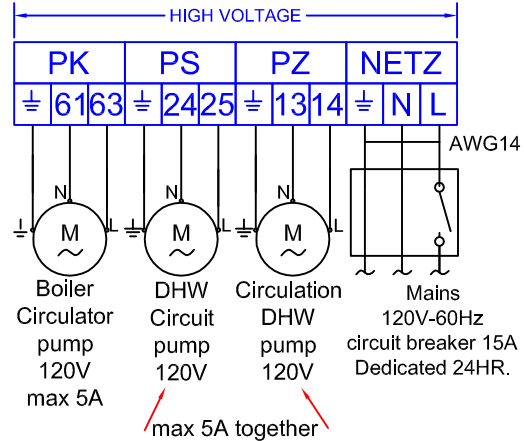 HIGH VOLTAGE
PK PS PZ NETZ
61 63 24 25 13 14 N L
AWG14
N N N
L L L
M M M
Boiler
Circulator
pump
120V
max 5A
DHW
Circuit
pump
120V
Circulation
DHW
pump
120V
max 5A together
Mains
120V-60Hz
circuit breaker 15A
Dedicated 24HR.